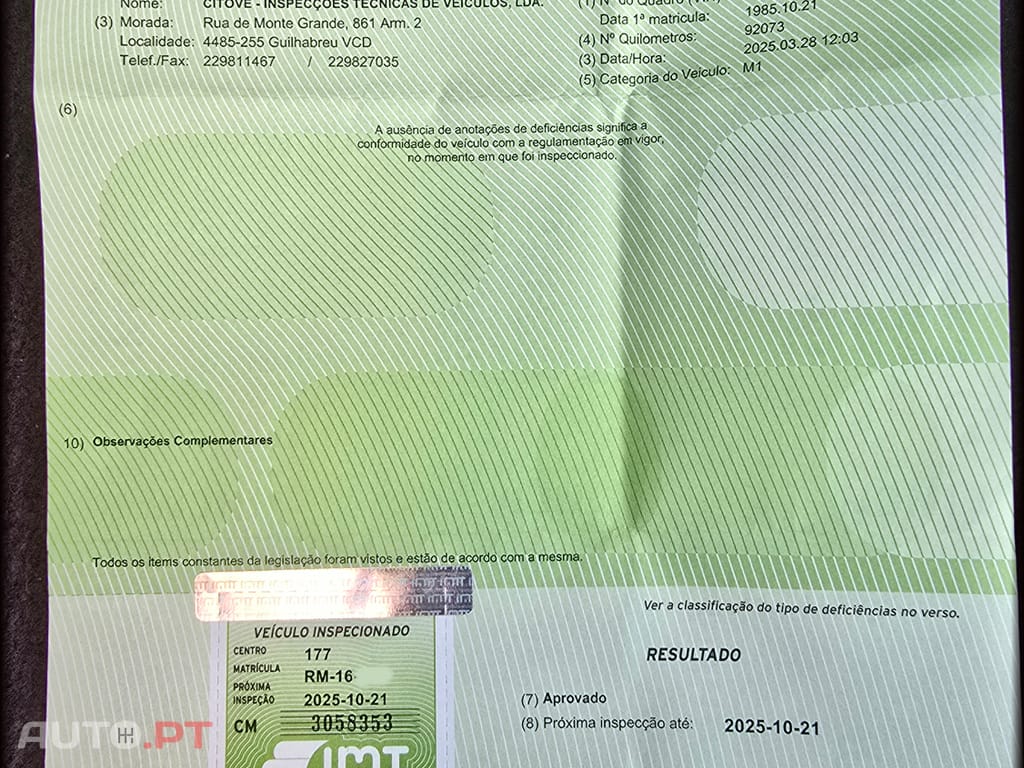 Nome: CITOVE - INSPECÇÕES TÉCNICAS DE VEÍCULOS, LDA.
(3) Morada: Rua de Monte Grande, 861 Arm. 2
Localidade: 4485-255 Guilhabreu VCD
Telef./Fax: 229811467 / 229827035
(1) Nº do Quadro
Data 1ª matricula: 1985.10.21
(4) Nº Quilometros: 92073
(3) Data/Hora: 2025.03.28 12:03
(5) Categoria do Veiculo: M1
(6)
A ausência de anotações de deficiências significa a
conformidade do veículo com a regulamentação em vigor,
no momento em que foi inspeccionado.
10) Observações Complementares
Todos os items constantes da legislação foram vistos e estão de acordo com a mesma.
Ver a classificação do tipo de deficiências no verso.
VEÍCULO INSPECIONADO
CENTRO 177
MATRÍCULA RM-16
PRÓXIMA
INSPEÇÃO 2025-10-21
CM 3058353
IMT
RESULTADO
(7) Aprovado
(8) Próxima inspecção até: 2025-10-21
AUTO.PT